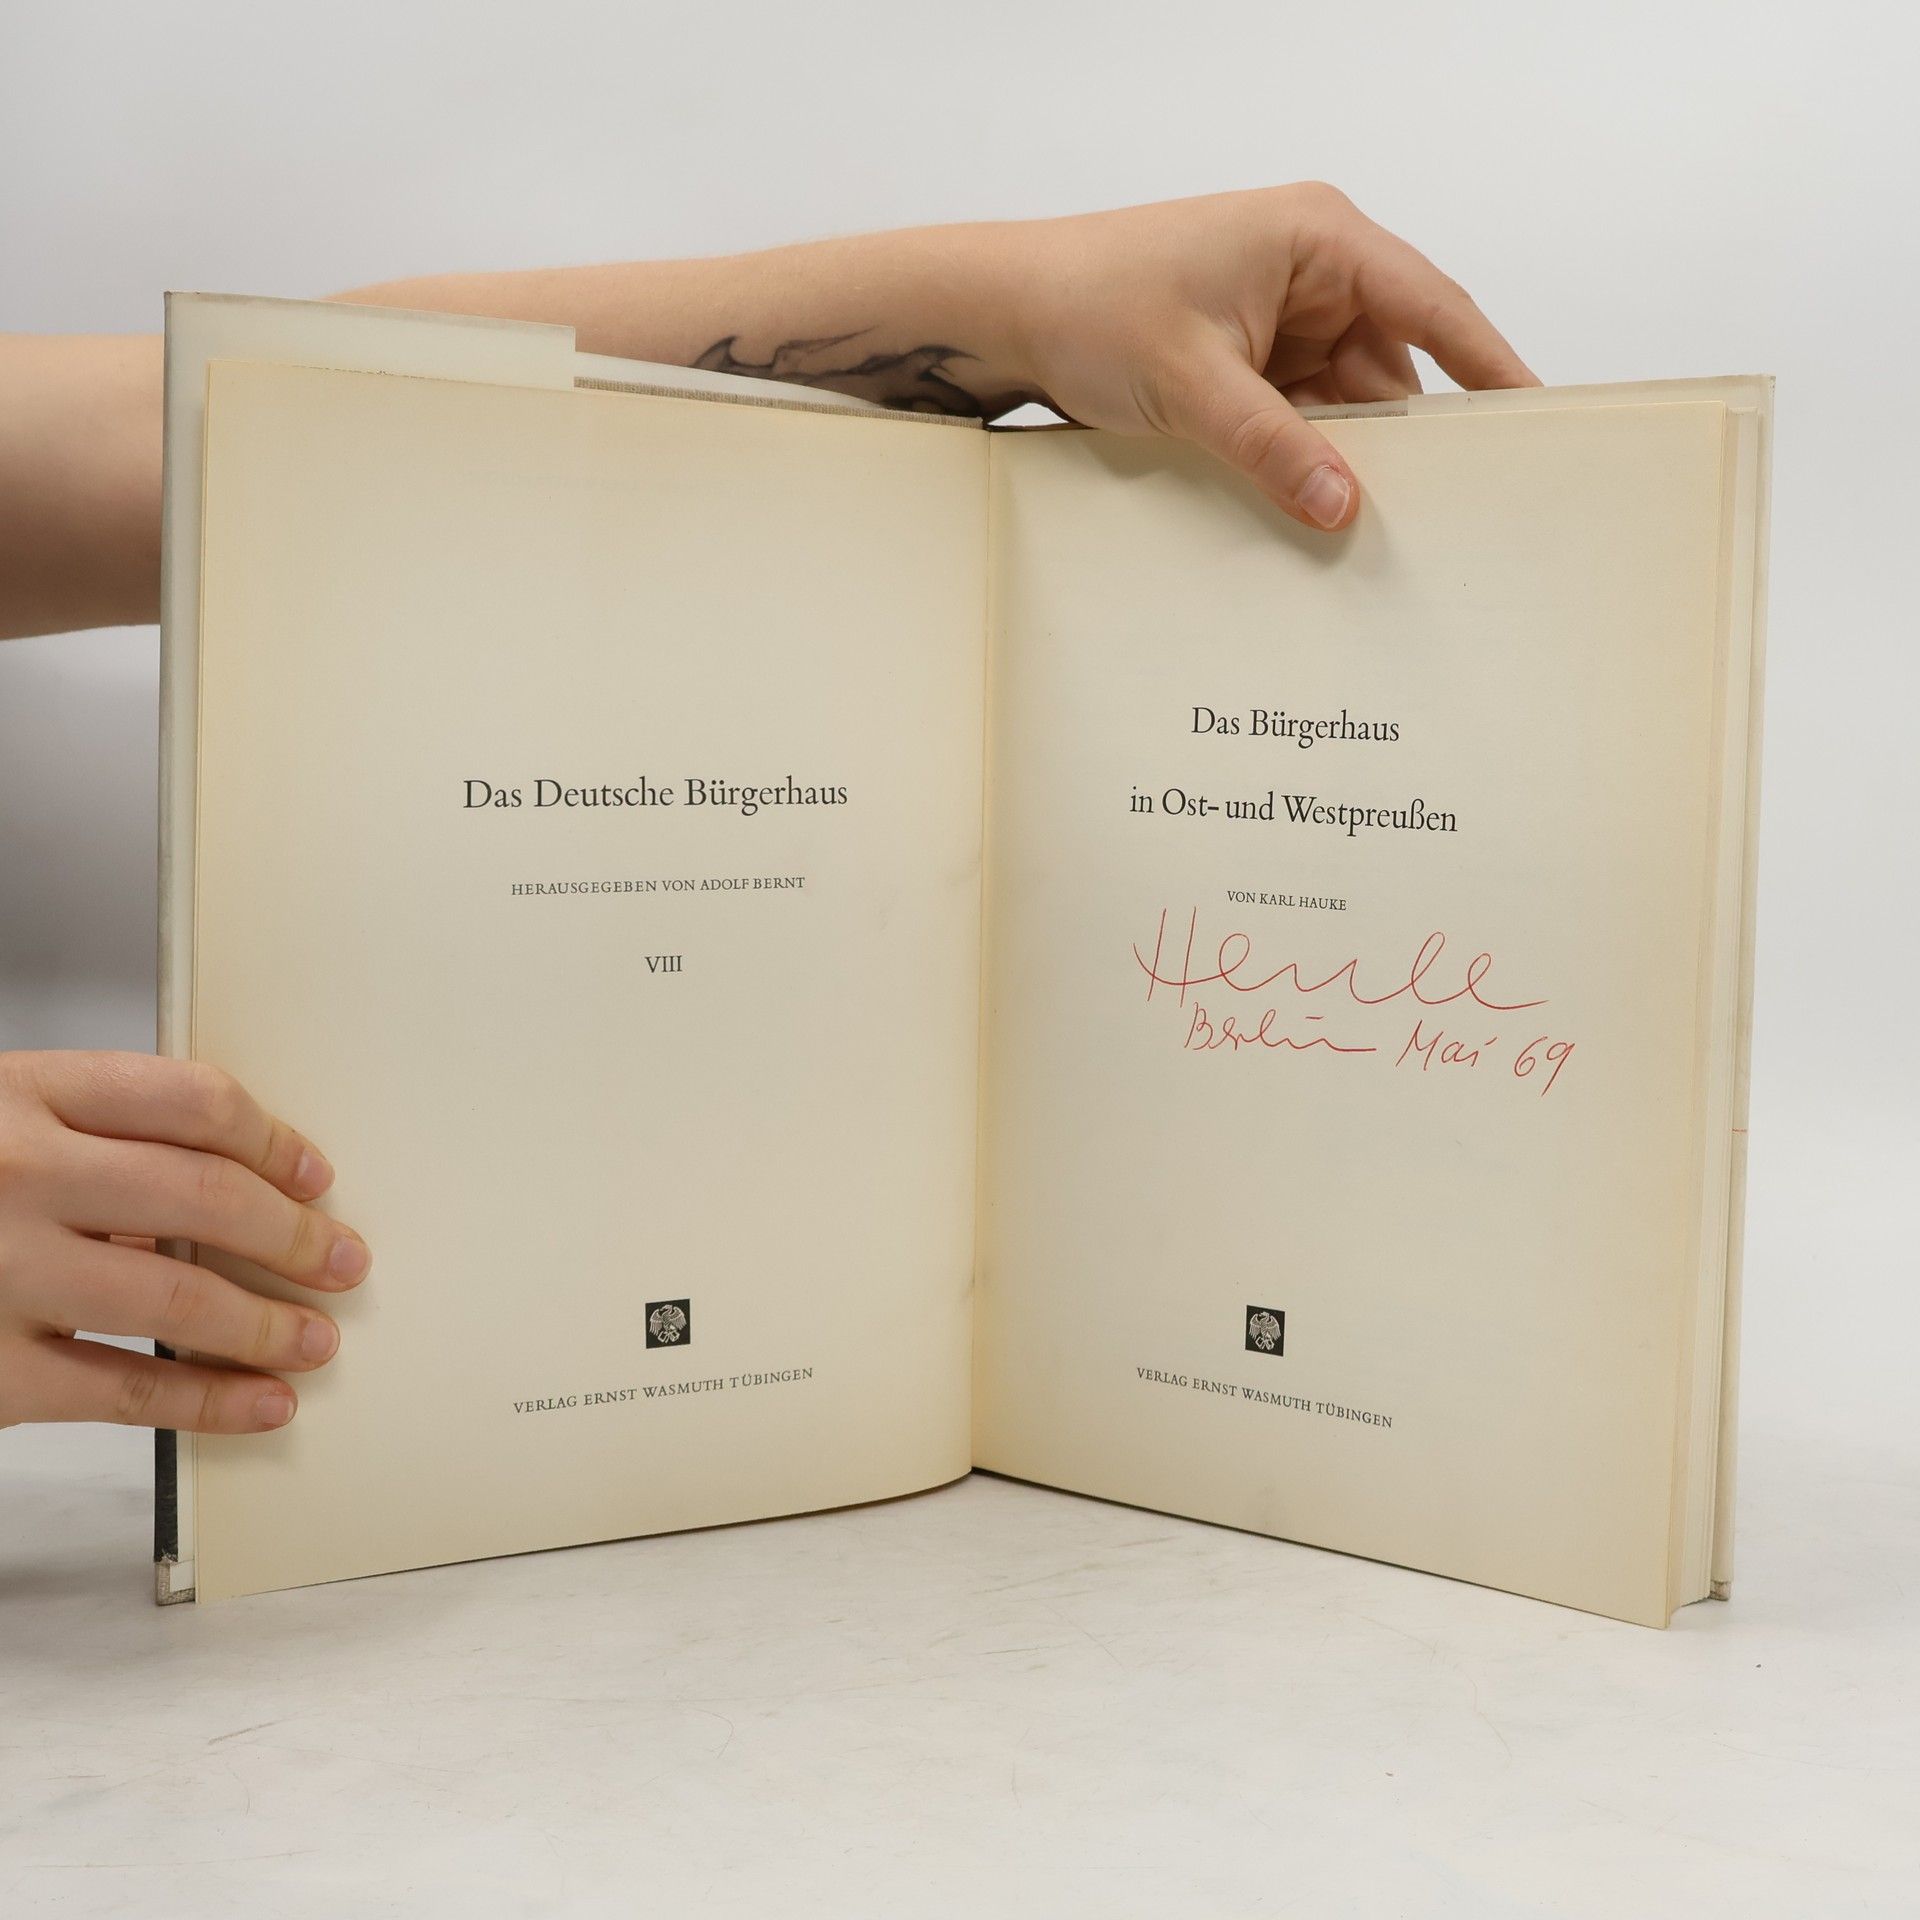 Das Deutsche Bürgerhaus
HERAUSGEGEBEN VON ADOLF BERNT
VIII
VERLAG ERNST WASMUTH TÜBINGEN
Das Bürgerhaus
in Ost- und Westpreußen
VON KARL HAUKE
Berlin Mai 69
VERLAG ERNST WASMUTH TÜBINGEN